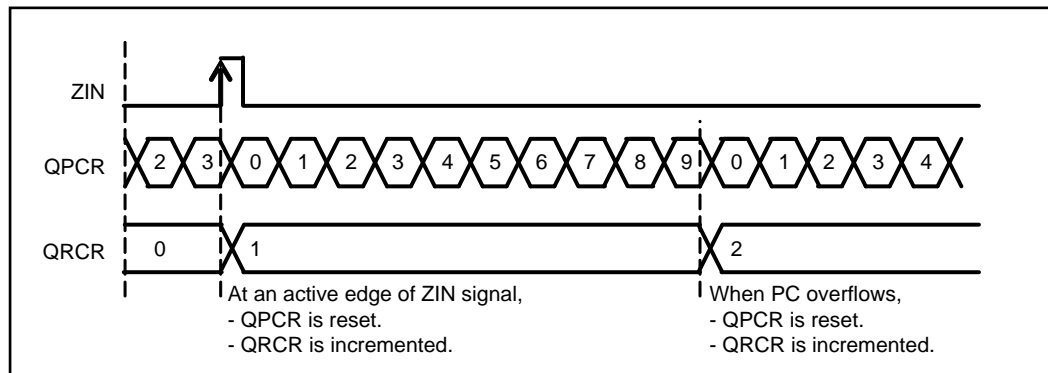 ZIN
QPCR 2 3 0 1 2 3 4 5 6 7 8 9 0 1 2 3 4
QRCR 0 1 2
At an active edge of ZIN signal,
- QPCR is reset.
- QRCR is incremented.
When PC overflows,
- QPCR is reset.
- QRCR is incremented.